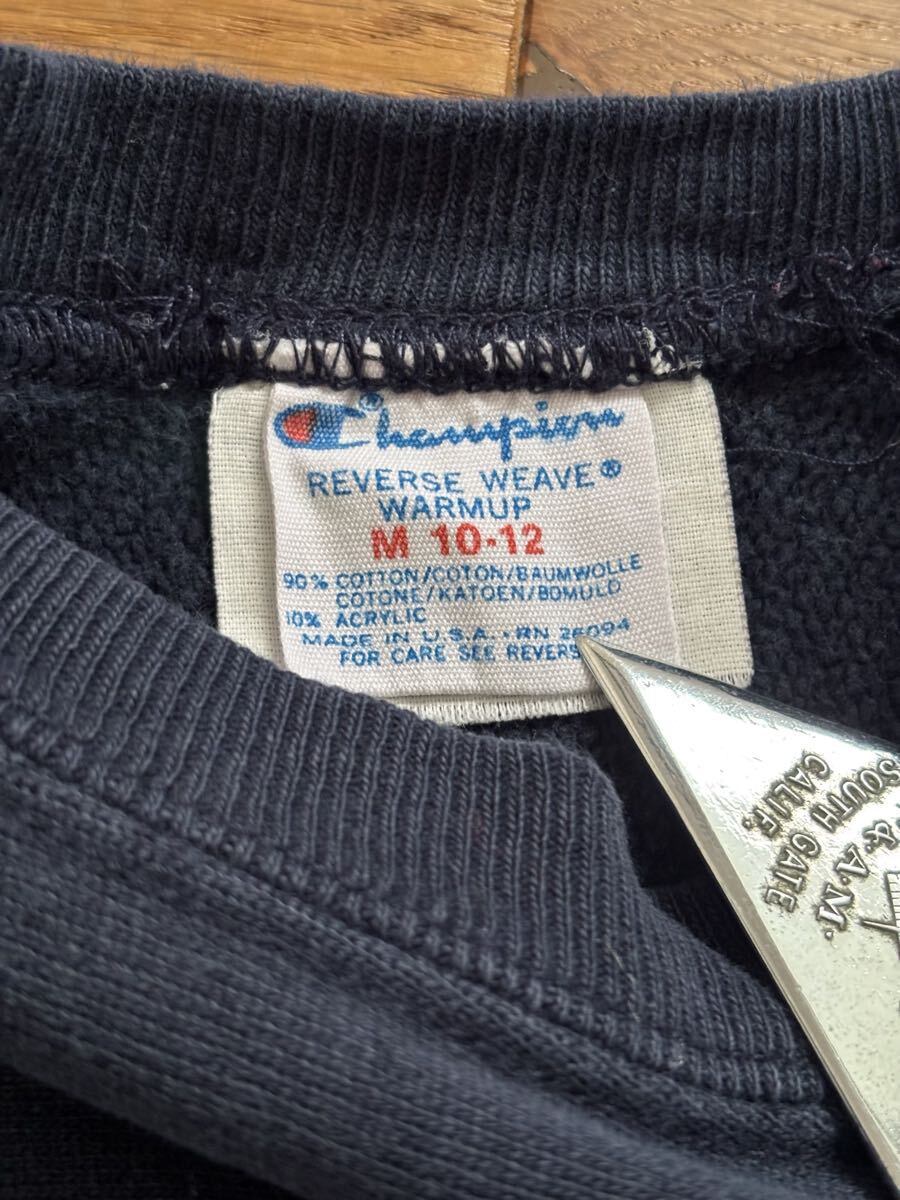 Champion®
REVERSE WEAVE®
WARMUP
M 10-12
90% COTTON/COTON/BAUMWOLLE
COTONE/KATOEN/BOMULD
10% ACRYLIC
MADE IN U.S.A. · RN 26094
FOR CARE SEE REVERS
& A.M.
SOUTH GATE
CALIF.